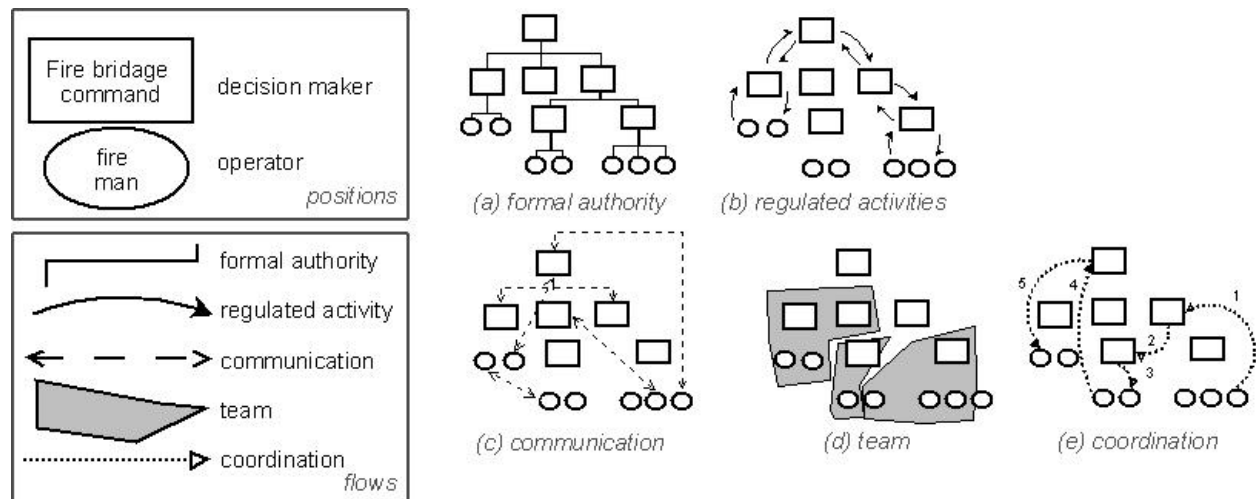 Fire bridage
command
decision maker
fire
man
operator
positions
formal authority
regulated activity
communication
team
coordination
flows
(a) formal authority
(b) regulated activities
(c) communication
(d) team
5
4
1
2
3
(e) coordination